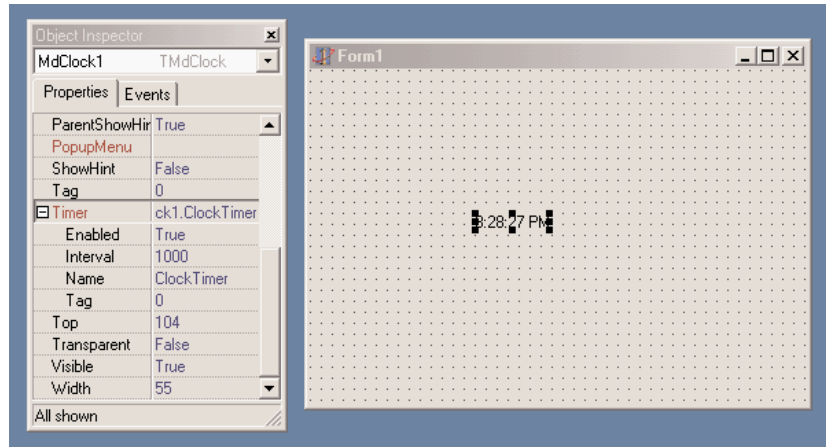 Object Inspector
MdClock1 TMdClock
Properties Events
ParentShowHir True
PopupMenu
ShowHint False
Tag 0
Timer ck1.ClockTimer
Enabled True
Interval 1000
Name ClockTimer
Tag 0
Top 104
Transparent False
Visible True
Width 55
All shown
Form1
:28:27 PM